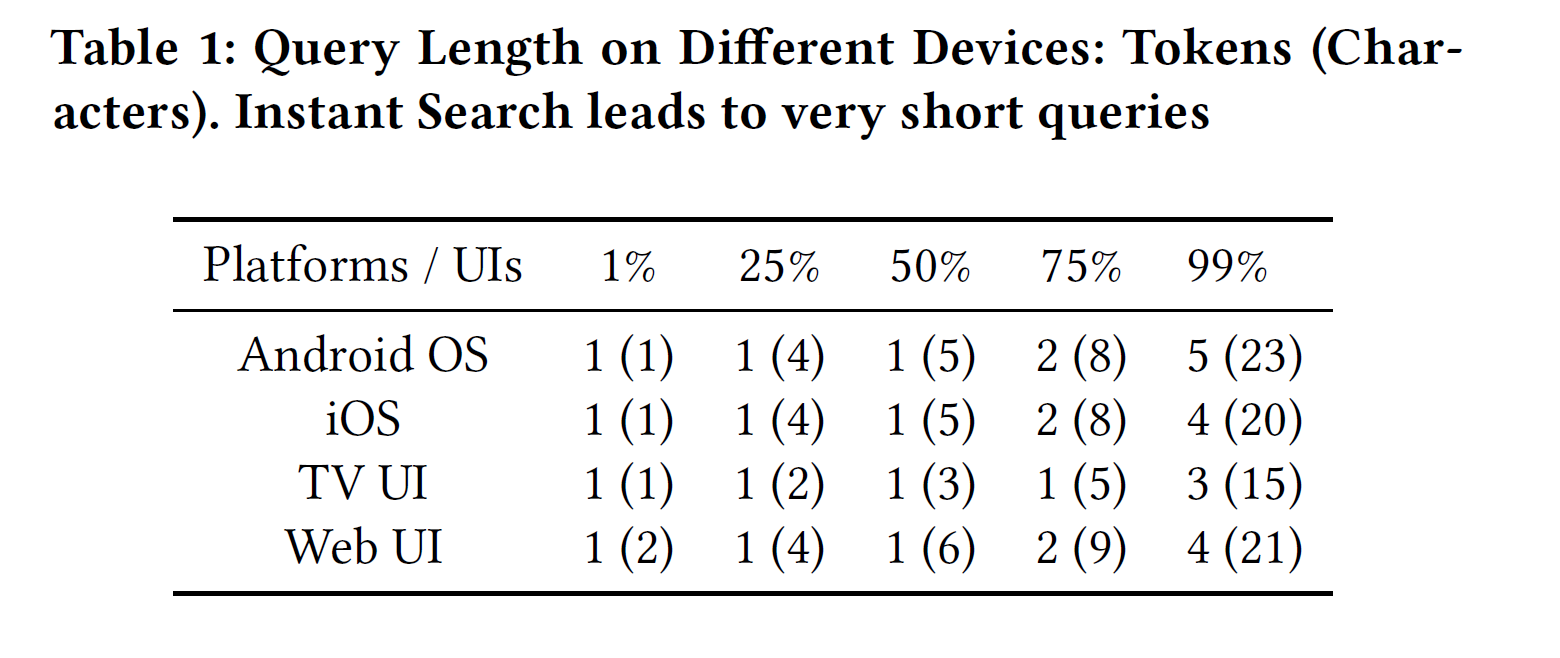 Table 1: Query Length on Different Devices: Tokens (Char-
acters). Instant Search leads to very short queries
Platforms / UIs 1% 25% 50% 75% 99%
Android OS 1 (1) 1 (4) 1 (5) 2 (8) 5 (23)
iOS 1 (1) 1 (4) 1 (5) 2 (8) 4 (20)
TV UI 1 (1) 1 (2) 1 (3) 1 (5) 3 (15)
Web UI 1 (2) 1 (4) 1 (6) 2 (9) 4 (21)